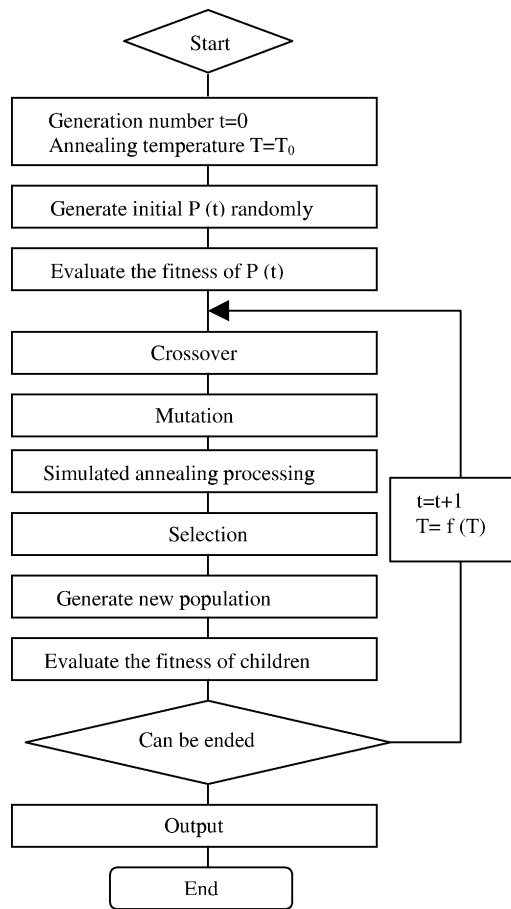 Start
Generation number t=0
Annealing temperature T=T₀
Generate initial P (t) randomly
Evaluate the fitness of P (t)
Crossover
Mutation
Simulated annealing processing
Selection
t=t+1
T= f (T)
Generate new population
Evaluate the fitness of children
Can be ended
Output
End